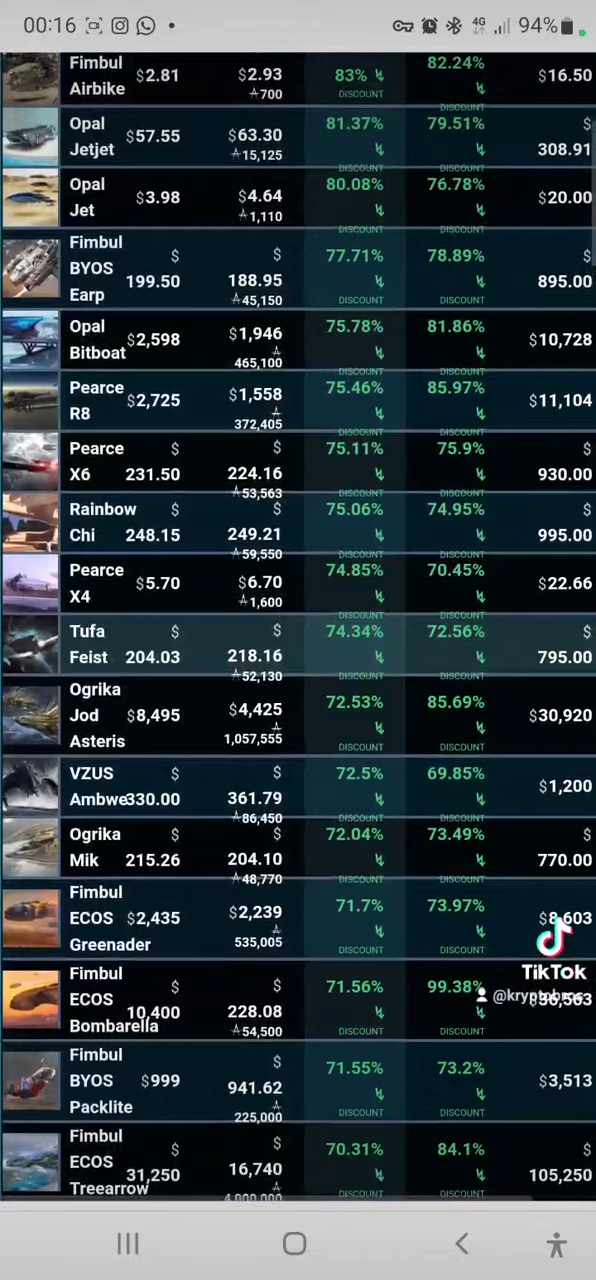 00:16 4G 94%
Fimbul Airbike $2.81 $2.93 700 83% DISCOUNT 82.24% DISCOUNT $16.50
Opal Jetjet $57.55 $63.30 15,125 81.37% DISCOUNT 79.51% DISCOUNT $ 308.91
Opal Jet $3.98 $4.64 1,110 80.08% DISCOUNT 76.78% DISCOUNT $20.00
Fimbul BYOS Earp $ 199.50 $ 188.95 45,150 77.71% DISCOUNT 78.89% DISCOUNT $ 895.00
Opal Bitboat $2,598 $1,946 465,100 75.78% DISCOUNT 81.86% DISCOUNT $10,728
Pearce R8 $2,725 $1,558 372,405 75.46% DISCOUNT 85.97% DISCOUNT $11,104
Pearce X6 $ 231.50 $ 224.16 53,563 75.11% DISCOUNT 75.9% DISCOUNT $ 930.00
Rainbow Chi $ 248.15 $ 249.21 59,550 75.06% DISCOUNT 74.95% DISCOUNT $ 995.00
Pearce X4 $5.70 $6.70 1,600 74.85% DISCOUNT 70.45% DISCOUNT $22.66
Tufa Feist $ 204.03 $ 218.16 52,130 74.34% DISCOUNT 72.56% DISCOUNT $ 795.00
Ogrika Jod Asteris $8,495 $4,425 1,057,555 72.53% DISCOUNT 85.69% DISCOUNT $30,920
VZUS Ambwe $ 330.00 $ 361.79 86,450 72.5% DISCOUNT 69.85% DISCOUNT $1,200
Ogrika Mik $ 215.26 $ 204.10 48,770 72.04% DISCOUNT 73.49% DISCOUNT $ 770.00
Fimbul ECOS Greenader $2,435 $2,239 535,005 71.7% DISCOUNT 73.97% DISCOUNT $8,603
Fimbul ECOS Bombarella $ 10,400 $ 228.08 54,500 71.56% DISCOUNT 99.38% DISCOUNT
TikTok
Fimbul BYOS Packlite $999 $ 941.62 225,000 71.55% DISCOUNT 73.2% DISCOUNT $3,513
Fimbul ECOS Treearrow $ 31,250 $ 16,740 4,000,000 70.31% DISCOUNT 84.1% DISCOUNT $ 105,250